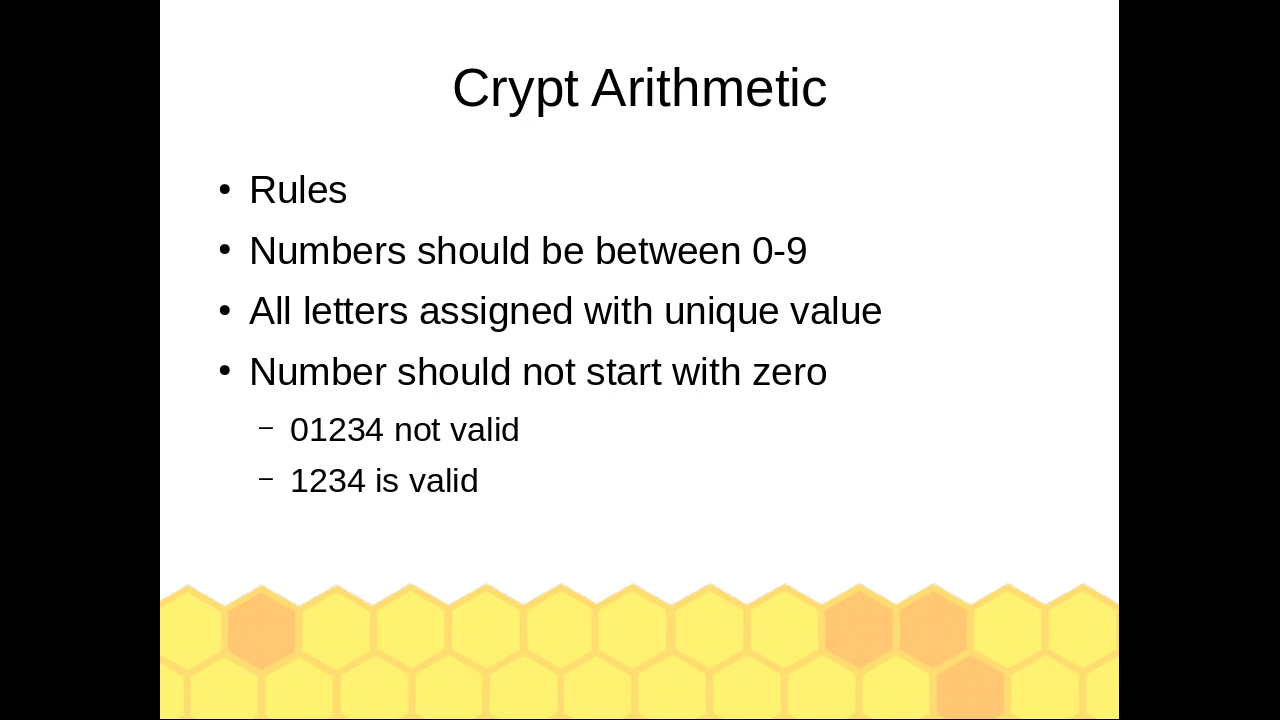 Crypt Arithmetic
• Rules
• Numbers should be between 0-9
• All letters assigned with unique value
• Number should not start with zero
– 01234 not valid
– 1234 is valid